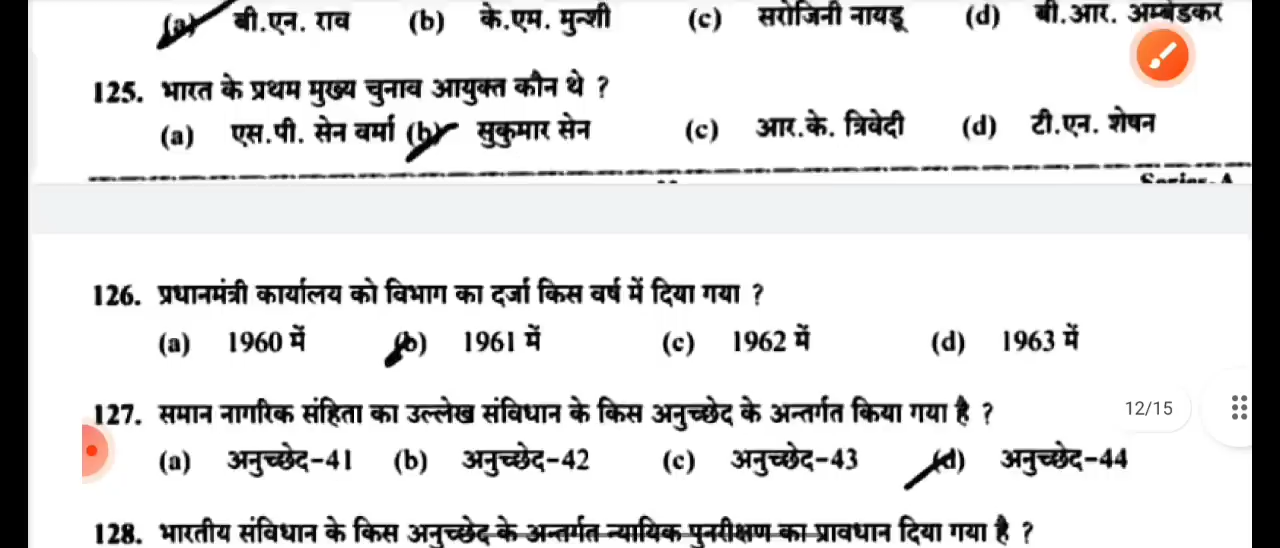 (a) बी.एन. राव (b) के.एम. मुन्शी (c) सरोजिनी नायडू (d) बी.आर. अम्बेडकर
125. भारत के प्रथम मुख्य चुनाव आयुक्त कौन थे ?
(a) एस.पी. सेन वर्मा (b) सुकुमार सेन (c) आर.के. त्रिवेदी (d) टी.एन. शेषन
Series-A
126. प्रधानमंत्री कार्यालय को विभाग का दर्जा किस वर्ष में दिया गया ?
(a) 1960 में (b) 1961 में (c) 1962 में (d) 1963 में
127. समान नागरिक संहिता का उल्लेख संविधान के किस अनुच्छेद के अन्तर्गत किया गया है ?
12/15
(a) अनुच्छेद-41 (b) अनुच्छेद-42 (c) अनुच्छेद-43 (d) अनुच्छेद-44
128. भारतीय संविधान के किस अनुच्छेद के अन्तर्गत न्यायिक पुनरीक्षण का प्रावधान दिया गया है ?